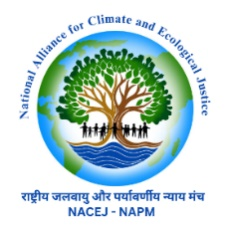 National Alliance for Climate and Ecological Justice
राष्ट्रीय जलवायु और पर्यावर्णीय न्याय मंच
NACEJ - NAPM